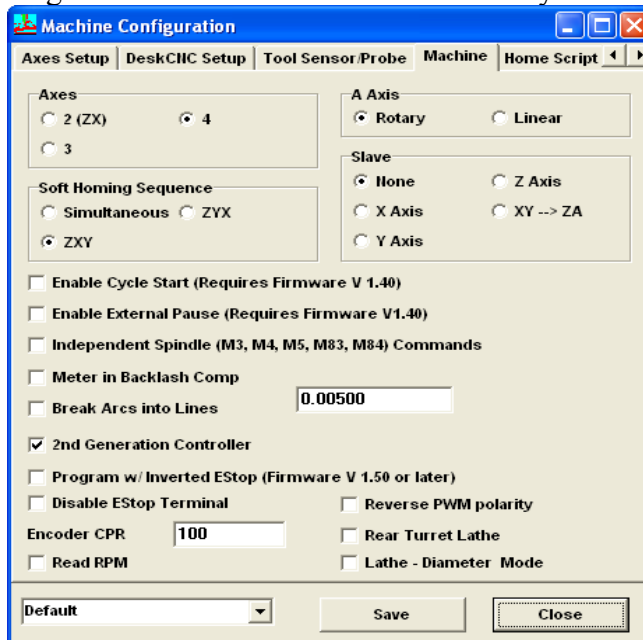 Machine Configuration
Axes Setup DeskCNC Setup Tool Sensor/Probe Machine Home Script
Axes
2 (ZX) 4
3
A Axis
Rotary Linear
Soft Homing Sequence
Simultaneous ZYX
ZXY
Slave
None Z Axis
X Axis XY --> ZA
Y Axis
Enable Cycle Start (Requires Firmware V 1.40)
Enable External Pause (Requires Firmware V1.40)
Independent Spindle (M3, M4, M5, M83, M84) Commands
Meter in Backlash Comp
Break Arcs into Lines 0.00500
2nd Generation Controller
Program w/ Inverted EStop (Firmware V 1.50 or later)
Disable EStop Terminal Reverse PWM polarity
Encoder CPR 100 Rear Turret Lathe
Read RPM Lathe - Diameter Mode
Default Save Close